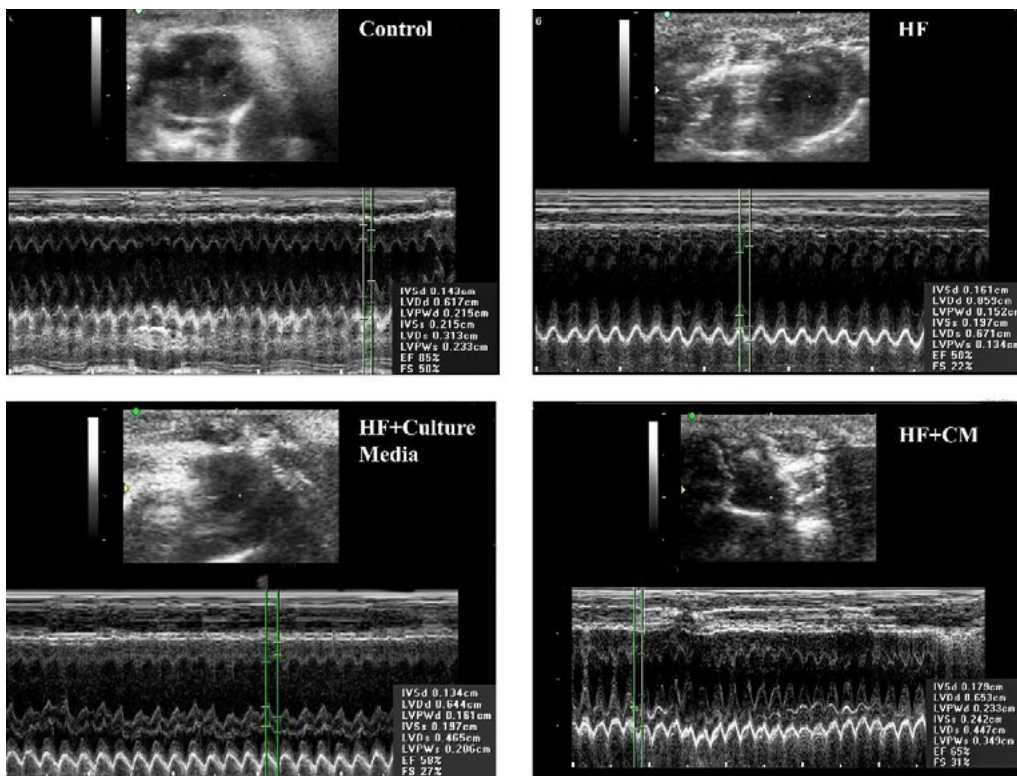 Control
IVSd 0.143cm
LVDd 0.617cm
LVPWd 0.215cm
IVSs 0.215cm
LVDs 0.313cm
LVPWs 0.233cm
EF 85%
FS 50%
6
HF
IVSd 0.161cm
LVDd 0.859cm
LVPWd 0.152cm
IVSs 0.197cm
LVDs 0.671cm
LVPWs 0.134cm
EF 50%
FS 22%
HF+Culture
Media
IVSd 0.134cm
LVDd 0.644cm
LVPWd 0.161cm
IVSs 0.197cm
LVDs 0.465cm
LVPWs 0.206cm
EF 58%
FS 27%
HF+CM
IVSd 0.179cm
LVDd 0.653cm
LVPWd 0.233cm
IVSs 0.242cm
LVDs 0.447cm
LVPWs 0.349cm
EF 65%
FS 31%